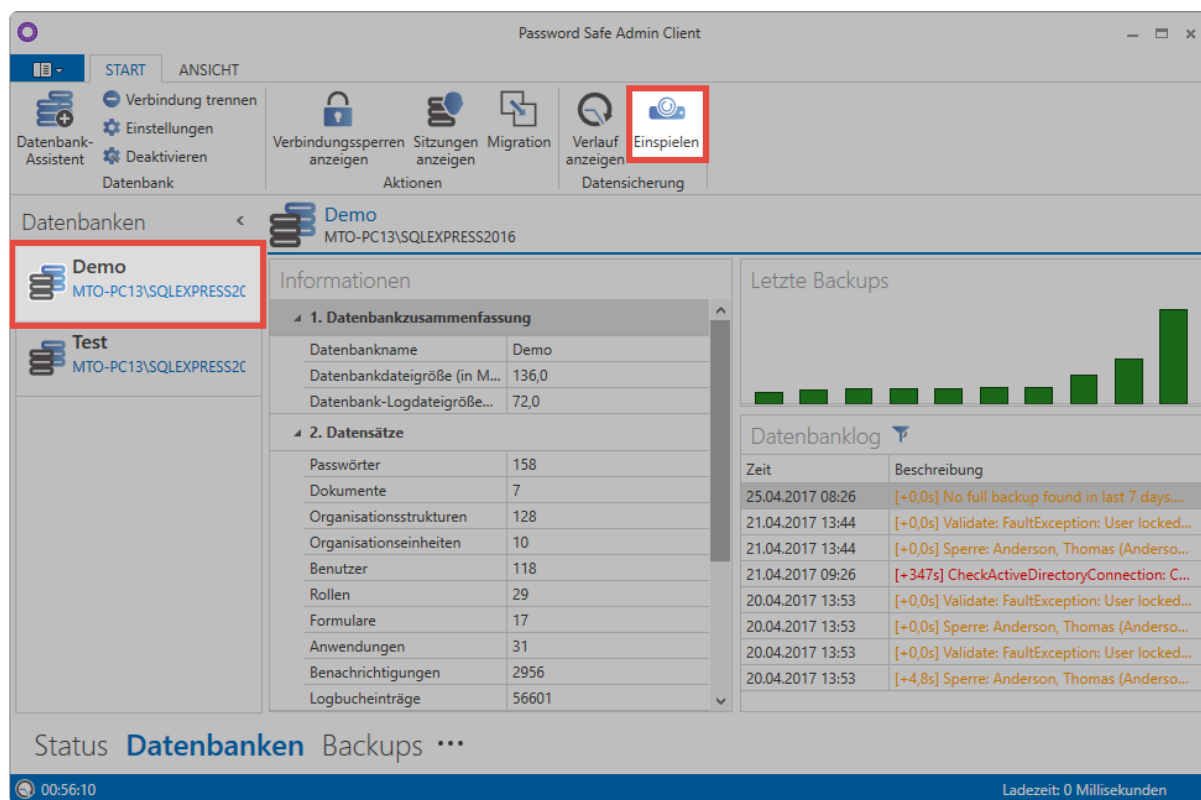 Password Safe Admin Client
START ANSICHT
Datenbank-
Assistent
Verbindung trennen
Einstellungen
Deaktivieren
Datenbank
Verbindungssperren
anzeigen
Sitzungen
anzeigen
Migration
Aktionen
Verlauf
anzeigen
Einspielen
Datensicherung
Datenbanken
Demo
MTO-PC13\SQLEXPRESS20
Test
MTO-PC13\SQLEXPRESS20
Demo
MTO-PC13\SQLEXPRESS2016
Informationen
1. Datenbankzusammenfassung
Datenbankname Demo
Datenbankdateigröße (in M... 136,0
Datenbank-Logdateigröße... 72,0
2. Datensätze
Passwörter 158
Dokumente 7
Organisationsstrukturen 128
Organisationseinheiten 10
Benutzer 118
Rollen 29
Formulare 17
Anwendungen 31
Benachrichtigungen 2956
Logbucheinträge 56601
Letzte Backups
Datenbanklog
Zeit Beschreibung
25.04.2017 08:26 [+0,0s] No full backup found in last 7 days....
21.04.2017 13:44 [+0,0s] Validate: FaultException: User locked...
21.04.2017 13:44 [+0,0s] Sperre: Anderson, Thomas (Anderso...
21.04.2017 09:26 [+347s] CheckActiveDirectoryConnection: C...
20.04.2017 13:53 [+0,0s] Validate: FaultException: User locked...
20.04.2017 13:53 [+0,0s] Sperre: Anderson, Thomas (Anderso...
20.04.2017 13:53 [+0,0s] Validate: FaultException: User locked...
20.04.2017 13:53 [+4,8s] Sperre: Anderson, Thomas (Anderso...
Status Datenbanken Backups ...
00:56:10 Ladezeit: 0 Millisekunden